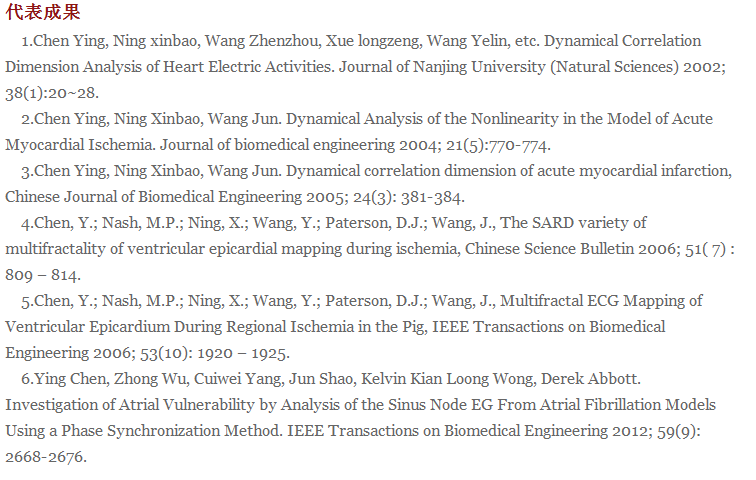 代表成果
1.Chen Ying, Ning xinbao, Wang Zhenzhou, Xue longzeng, Wang Yelin, etc. Dynamical Correlation
Dimension Analysis of Heart Electric Activities. Journal of Nanjing University (Natural Sciences) 2002;
38(1):20~28.
2.Chen Ying, Ning Xinbao, Wang Jun. Dynamical Analysis of the Nonlinearity in the Model of Acute
Myocardial Ischemia. Journal of biomedical engineering 2004; 21(5):770-774.
3.Chen Ying, Ning Xinbao, Wang Jun. Dynamical correlation dimension of acute myocardial infarction,
Chinese Journal of Biomedical Engineering 2005; 24(3): 381-384.
4.Chen, Y.; Nash, M.P.; Ning, X.; Wang, Y.; Paterson, D.J.; Wang, J., The SARD variety of
multifractality of ventricular epicardial mapping during ischemia, Chinese Science Bulletin 2006; 51( 7) :
809 – 814.
5.Chen, Y.; Nash, M.P.; Ning, X.; Wang, Y.; Paterson, D.J.; Wang, J., Multifractal ECG Mapping of
Ventricular Epicardium During Regional Ischemia in the Pig, IEEE Transactions on Biomedical
Engineering 2006; 53(10): 1920 – 1925.
6.Ying Chen, Zhong Wu, Cuiwei Yang, Jun Shao, Kelvin Kian Loong Wong, Derek Abbott.
Investigation of Atrial Vulnerability by Analysis of the Sinus Node EG From Atrial Fibrillation Models
Using a Phase Synchronization Method. IEEE Transactions on Biomedical Engineering 2012; 59(9):
2668-2676.